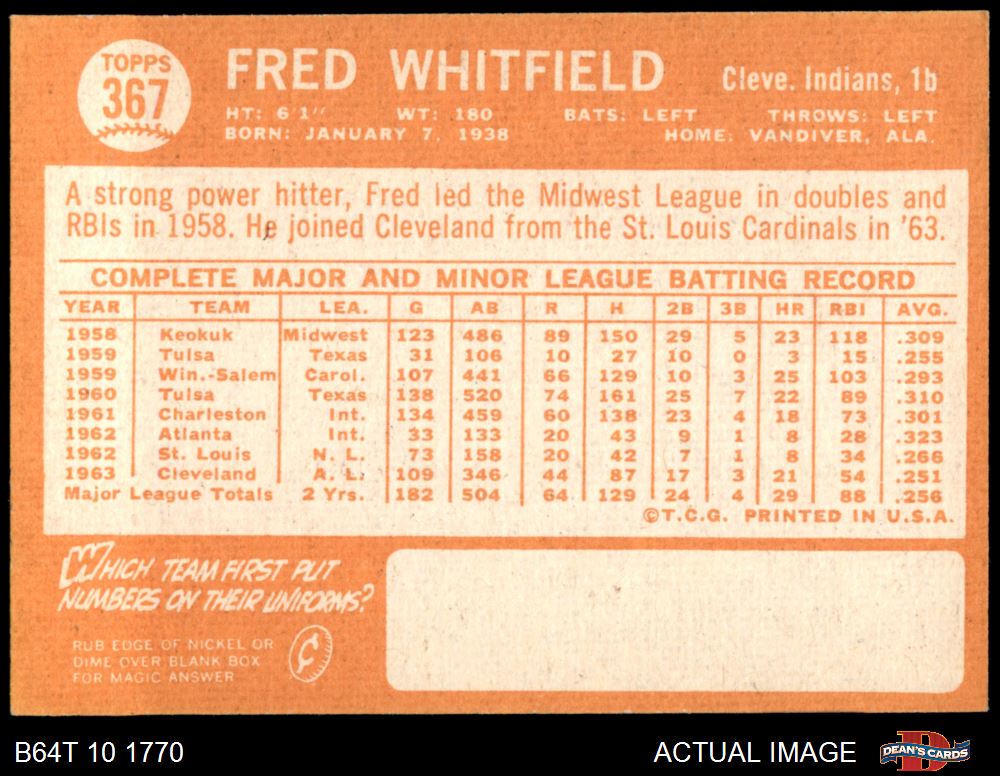 TOPPS
367
FRED WHITFIELD Cleve. Indians, 1b
HT: 6'1" WT: 180 BATS: LEFT THROWS: LEFT
BORN: JANUARY 7, 1938 HOME: VANDIVER, ALA.
A strong power hitter, Fred led the Midwest League in doubles and
RBIs in 1958. He joined Cleveland from the St. Louis Cardinals in '63.
COMPLETE MAJOR AND MINOR LEAGUE BATTING RECORD
YEAR TEAM LEA. G AB R H 2B 3B HR RBI AVG.
1958 Keokuk Midwest 123 486 89 150 29 5 23 118 .309
1959 Tulsa Texas 31 106 10 27 10 0 3 15 .255
1959 Win.-Salem Carol. 107 441 66 129 10 3 25 103 .293
1960 Tulsa Texas 138 520 74 161 25 7 22 89 .310
1961 Charleston Int. 134 459 60 138 23 4 18 73 .301
1962 Atlanta Int. 33 133 20 43 9 1 8 28 .323
1962 St. Louis N. L. 73 158 20 42 7 1 8 34 .266
1963 Cleveland A. L. 109 346 44 87 17 3 21 54 .251
Major League Totals 2 Yrs. 182 504 64 129 24 4 29 88 .256
©T.C.G. PRINTED IN U.S.A.
WHICH TEAM FIRST PUT
NUMBERS ON THEIR UNIFORMS?
RUB EDGE OF NICKEL OR
DIME OVER BLANK BOX
FOR MAGIC ANSWER
¢
B64T 10 1770 ACTUAL IMAGE DEAN'S CARDS